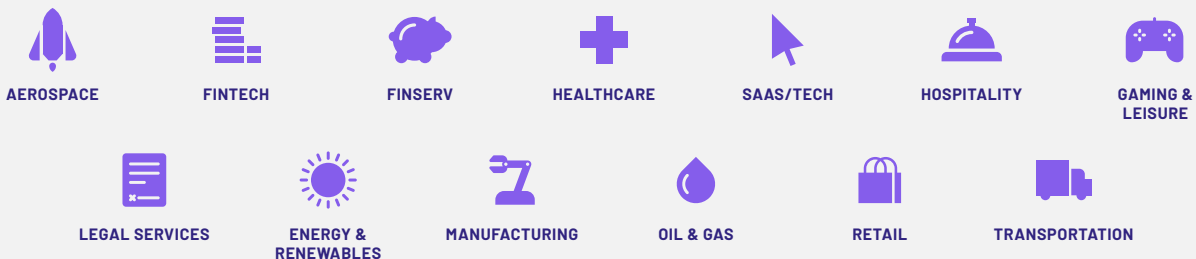 AEROSPACE
FINTECH
FINSERV
HEALTHCARE
SAAS/TECH
HOSPITALITY
GAMING &
LEISURE
LEGAL SERVICES
ENERGY &
RENEWABLES
MANUFACTURING
OIL & GAS
RETAIL
TRANSPORTATION